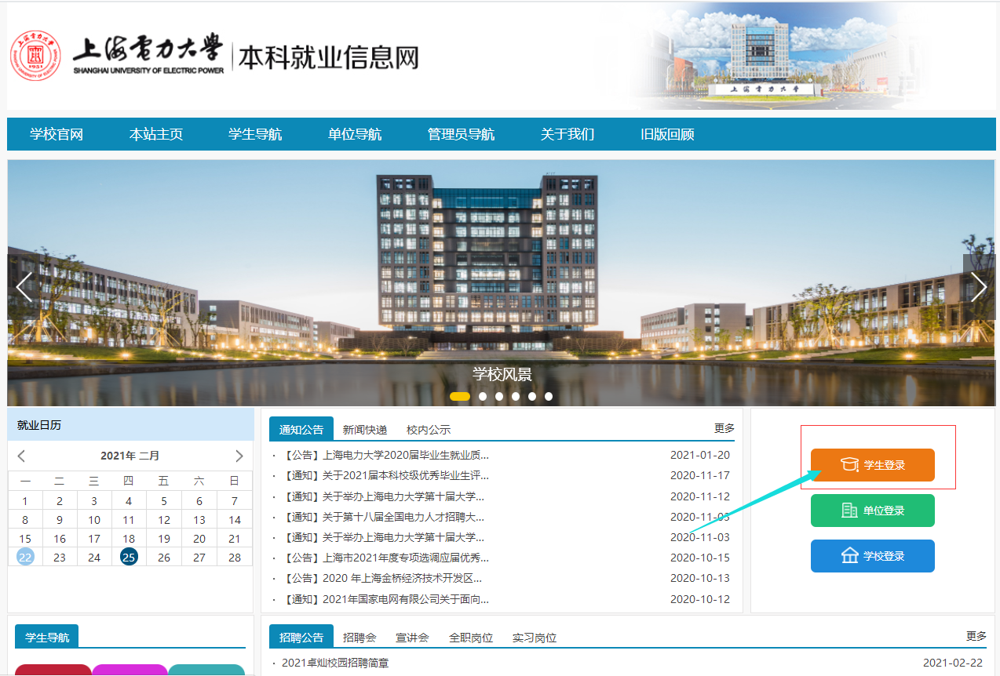 上海電力大學
SHANGHAI UNIVERSITY OF ELECTRIC POWER
本科就业信息网
1951
上海電力大學
学校官网 本站主页 学生导航 单位导航 管理员导航 关于我们 旧版回顾
学校风景
就业日历
2021年 二月
一 二 三 四 五 六 日
1 2 3 4 5 6 7
8 9 10 11 12 13 14
15 16 17 18 19 20 21
22 23 24 25 26 27 28
通知公告 新闻快递 校内公示 更多
· 【公告】上海电力大学2020届毕业生就业质... 2021-01-20
· 【通知】关于2021届本科校级优秀毕业生评... 2020-11-17
· 【通知】关于举办上海电力大学第十届大学... 2020-11-12
· 【通知】关于第十八届全国电力人才招聘大... 2020-11-03
· 【通知】关于举办上海电力大学第十届大学... 2020-11-03
· 【公告】上海市2021年度专项选调应届优秀... 2020-10-15
· 【公告】2020 年上海金桥经济技术开发区... 2020-10-13
· 【通知】2021年国家电网有限公司关于面向... 2020-10-12
学生登录
单位登录
学校登录
学生导航
招聘公告 招聘会 宣讲会 全职岗位 实习岗位 更多
· 2021卓灿校园招聘简章 2021-02-22